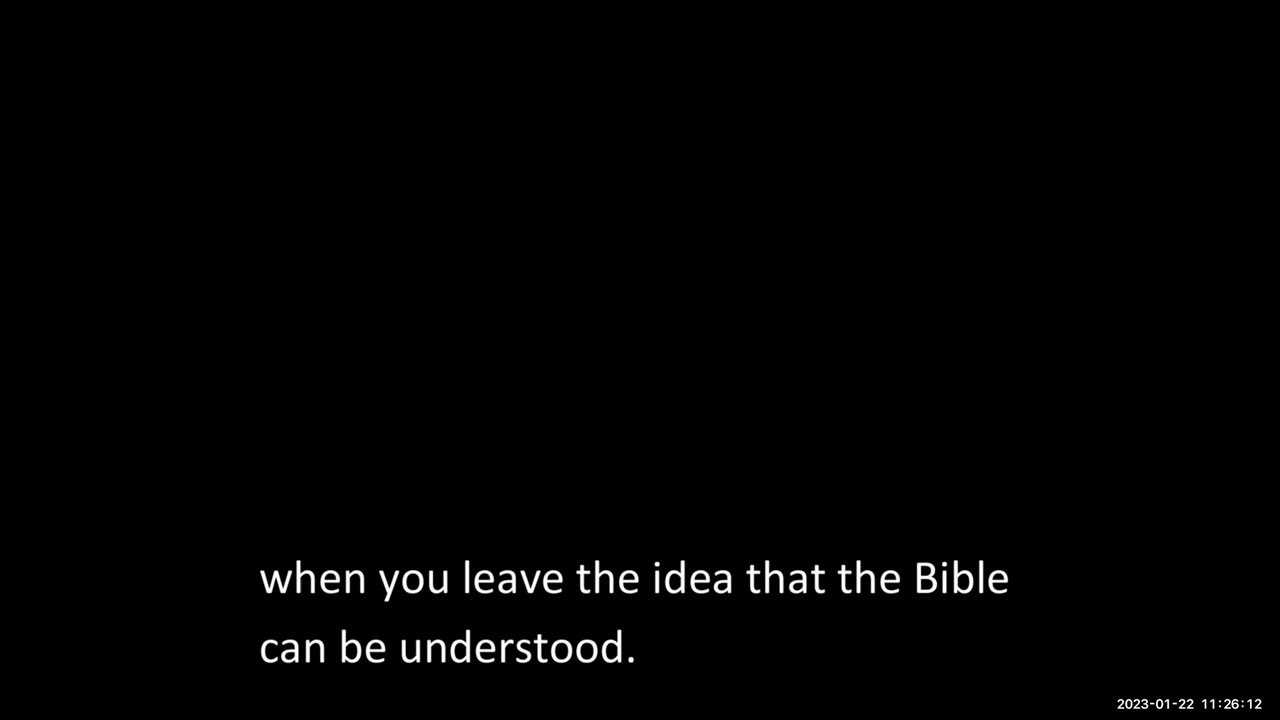 when you leave the idea that the Bible
can be understood.
2023-01-22 11:26:12